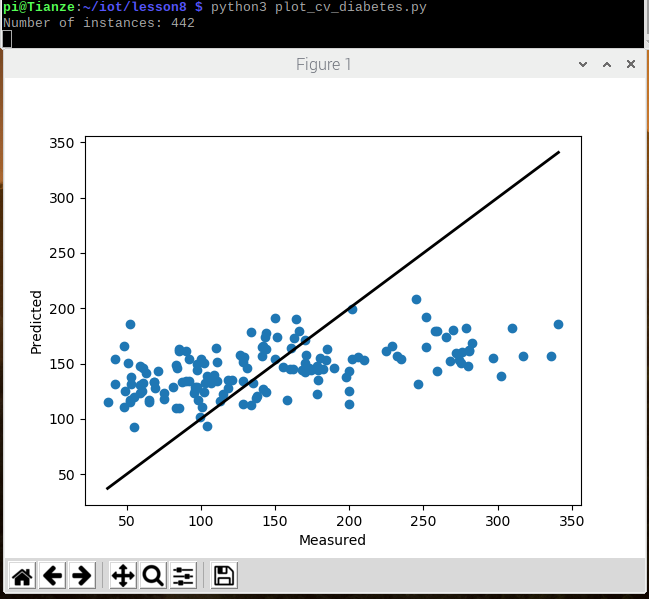 pi@Tianze:~/iot/lesson8 $ python3 plot_cv_diabetes.py
Number of instances: 442
Figure 1
350
300
250
200
150
100
50
Predicted
50 100 150 200 250 300 350
Measured